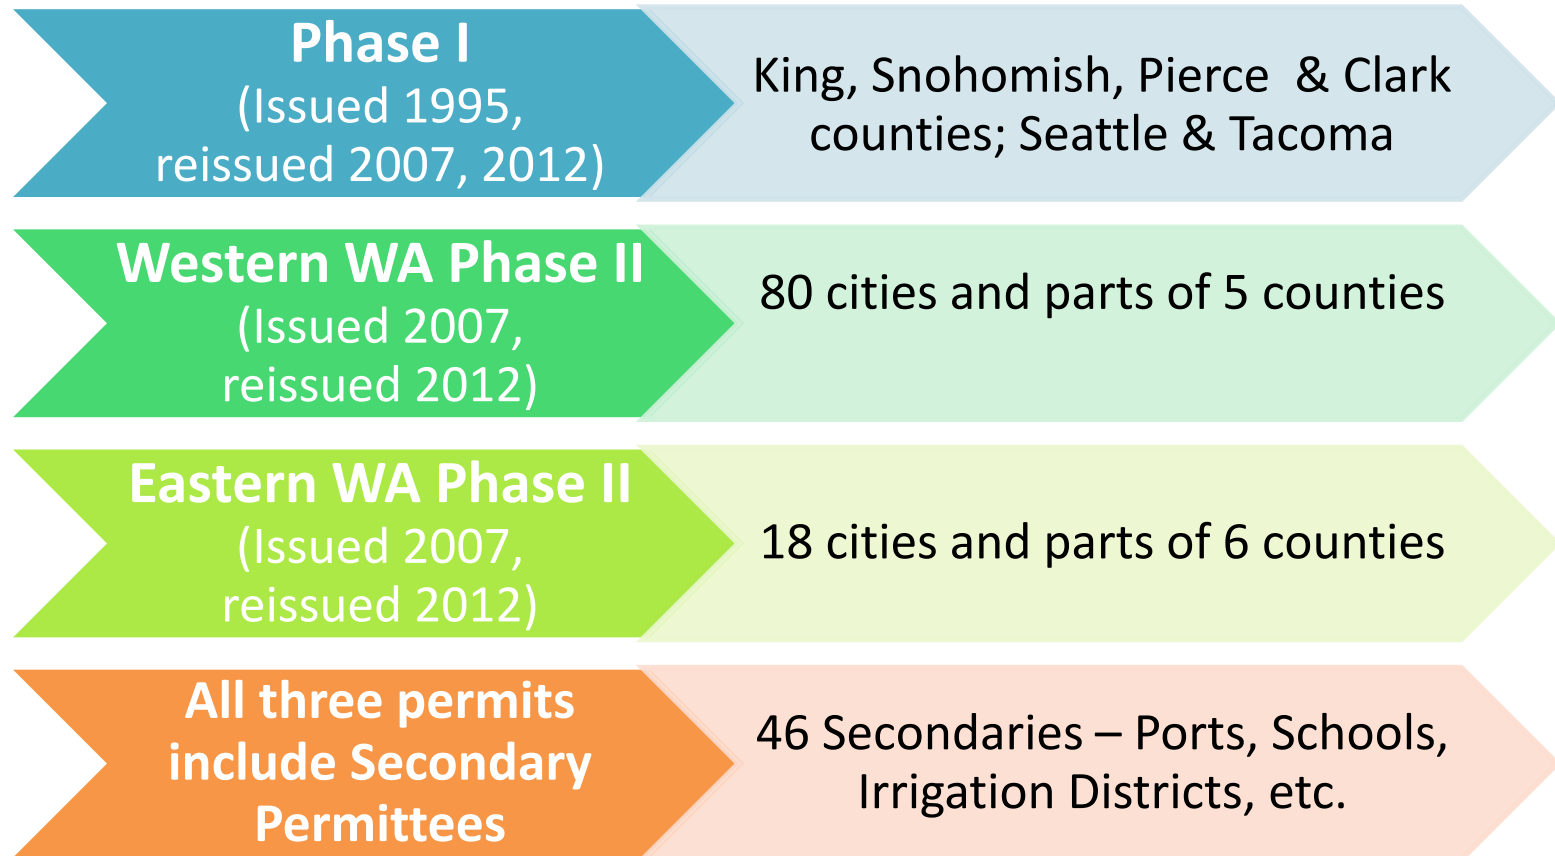 Phase I
(Issued 1995,
reissued 2007, 2012)
King, Snohomish, Pierce & Clark
counties; Seattle & Tacoma
Western WA Phase II
(Issued 2007,
reissued 2012)
80 cities and parts of 5 counties
Eastern WA Phase II
(Issued 2007,
reissued 2012)
18 cities and parts of 6 counties
All three permits
include Secondary
Permittees
46 Secondaries – Ports, Schools,
Irrigation Districts, etc.